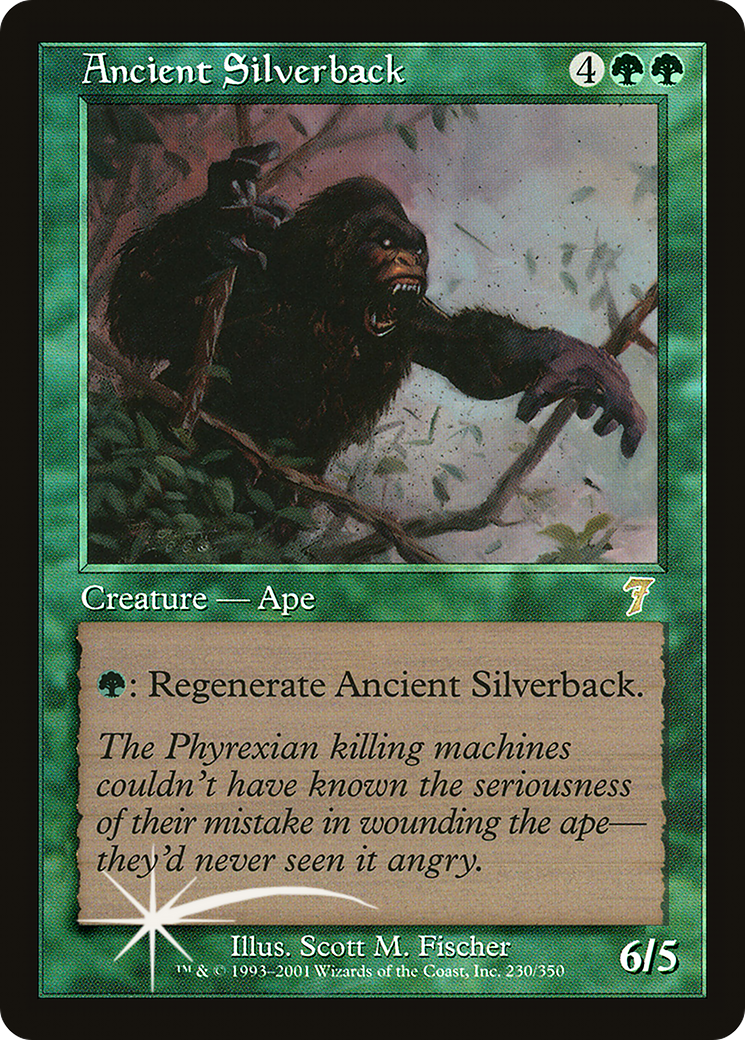 Ancient Silverback 4
Creature — Ape 7
: Regenerate Ancient Silverback.
The Phyrexian killing machines
couldn't have known the seriousness
of their mistake in wounding the ape—
they'd never seen it angry.
Illus. Scott M. Fischer
™ & © 1993–2001 Wizards of the Coast, Inc. 230/350
6/5